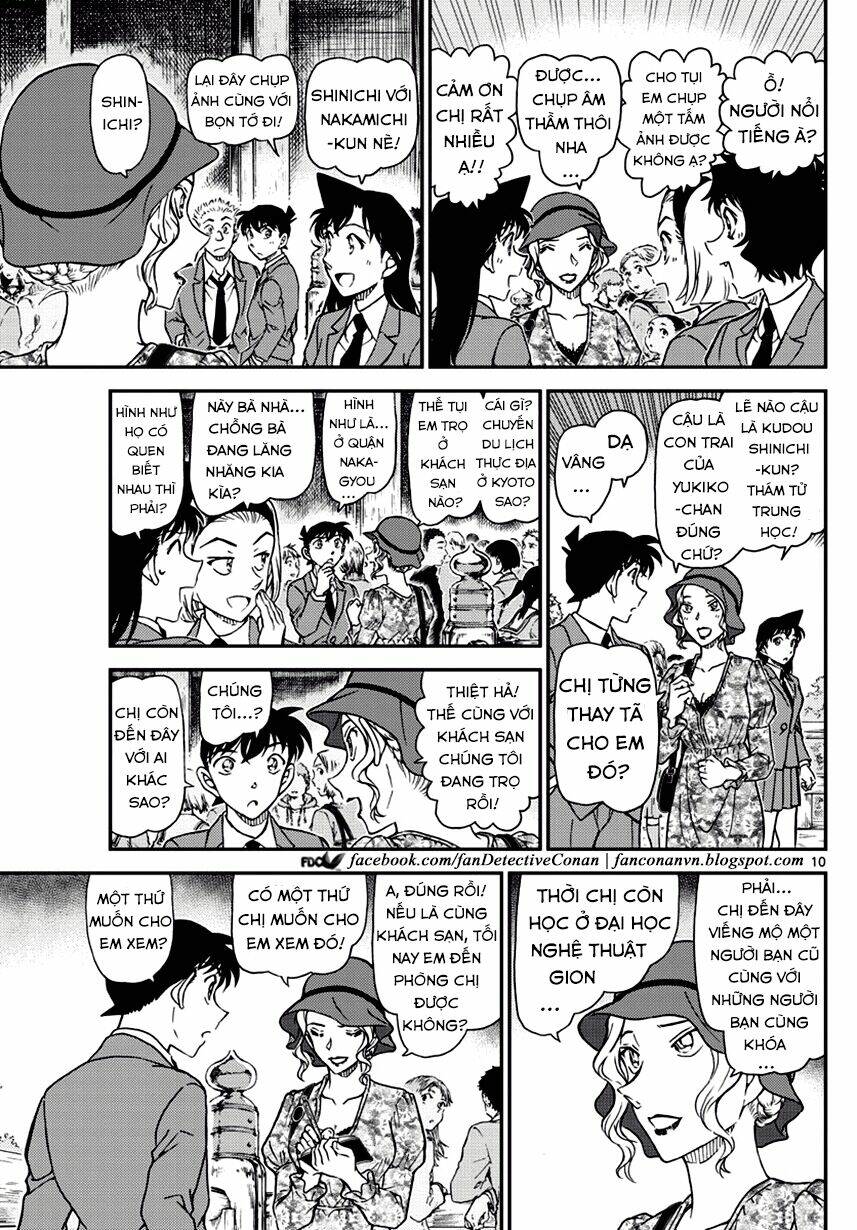 Ồ!
NGƯỜI NỔI
TIẾNG À?
CHO TỤI
EM CHỤP
MỘT TẤM
ẢNH ĐƯỢC
KHÔNG Ạ?
ĐƯỢC...
CHỤP ÂM
THẦM THÔI
NHA
...
CẢM ƠN
CHỊ RẤT
NHIỀU
Ạ!!
SHINICHI VỚI
NAKAMICHI
-KUN NÈ!
LẠI ĐÂY CHỤP
ẢNH CÙNG VỚI
BỌN TỚ ĐI!
SHIN-
ICHI?
LẼ NÀO CẬU
LÀ KUDOU
SHINICHI
-KUN?
THÁM TỬ
TRUNG
HỌC!
CẬU LÀ
CON TRAI
CỦA
YUKIKO
-CHAN
ĐÚNG
CHỨ?
DẠ
VÂNG
...
CHỊ TỪNG
THAY TÃ
CHO EM
ĐÓ?
CÁI GÌ?
CHUYẾN
DU LỊCH
THỰC ĐỊA
Ở KYOTO
SAO?
THẾ TỤI
EM TRỌ
Ở
KHÁCH
SẠN
NÀO?
HÌNH
NHƯ LÀ...
Ở QUẬN
NAKA-
GYOU
...
NÀY BÀ NHÀ...
CHỒNG BÀ
ĐANG LĂNG
NHĂNG KIA
KÌA?
HÌNH NHƯ
HỌ CÓ
QUEN
BIẾT
NHAU THÌ
PHẢI?
THIỆT HẢ!
THẾ CÙNG VỚI
KHÁCH SẠN
CHÚNG TÔI
ĐANG TRỌ
RỒI!
CHÚNG
TÔI...?
CHỊ CÒN
ĐẾN ĐÂY
VỚI AI
KHÁC
SAO?
FDC facebook.com/fanDetectiveConan | fanconanvn.blogspot.com 10
PHẢI...
CHỊ ĐẾN ĐÂY
VIẾNG MỘ MỘT
NGƯỜI BẠN CŨ
CÙNG VỚI
NHỮNG NGƯỜI
BẠN CÙNG
KHÓA
...
THỜI CHỊ CÒN
HỌC Ở ĐẠI HỌC
NGHỆ THUẬT
GION
...
A, ĐÚNG RỒI!
NẾU LÀ CÙNG
KHÁCH SẠN, TỐI
NAY EM ĐẾN
PHÒNG CHỊ
ĐƯỢC
KHÔNG?
CÓ MỘT THỨ
CHỊ MUỐN CHO
EM XEM ĐÓ!
MỘT THỨ
MUỐN CHO
EM XEM?